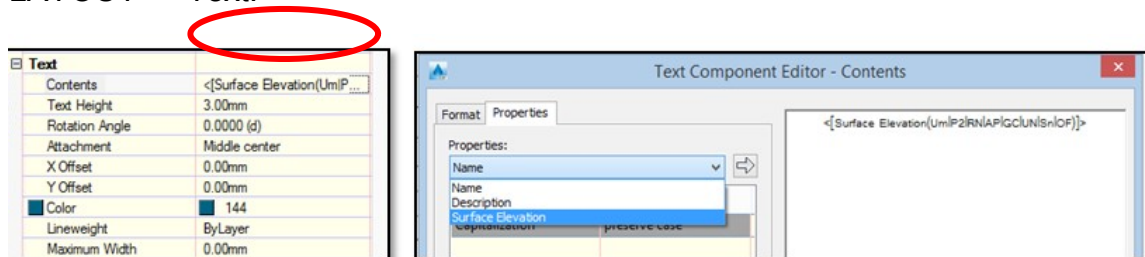 Text
Contents <[Surface Elevation(Um|P...
Text Height 3.00mm
Rotation Angle 0.0000 (d)
Attachment Middle center
X Offset 0.00mm
Y Offset 0.00mm
Color 144
Lineweight ByLayer
Maximum Width 0.00mm
Text Component Editor - Contents
Format Properties
Properties:
Name
Name
Description
Surface Elevation
Capitalization preserve case
<[Surface Elevation(Um|P2|RN|AP|GC|UN|Sn|OF)]>